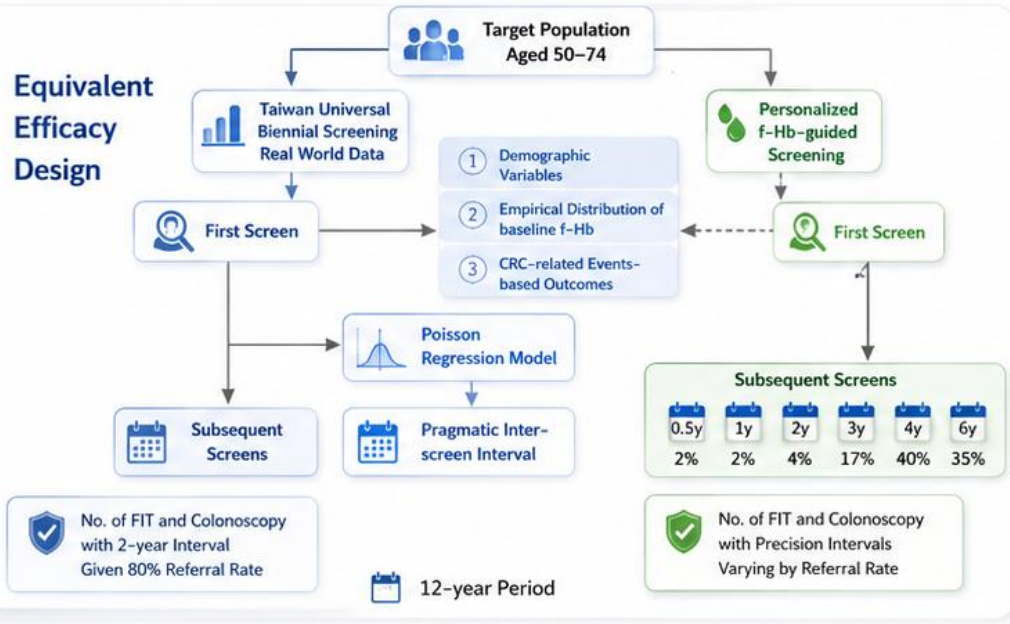 Equivalent
Efficacy
Design
Target Population
Aged 50–74
Taiwan Universal
Biennial Screening
Real World Data
Personalized
f-Hb-guided
Screening
1 Demographic
Variables
2 Empirical Distribution of
baseline f-Hb
3 CRC-related Events-
based Outcomes
First Screen
First Screen
Poisson
Regression Model
Subsequent
Screens
Pragmatic Inter-
screen Interval
Subsequent Screens
0.5y 1y 2y 3y 4y 6y
2% 2% 4% 17% 40% 35%
No. of FIT and Colonoscopy
with 2-year Interval
Given 80% Referral Rate
No. of FIT and Colonoscopy
with Precision Intervals
Varying by Referral Rate
12-year Period